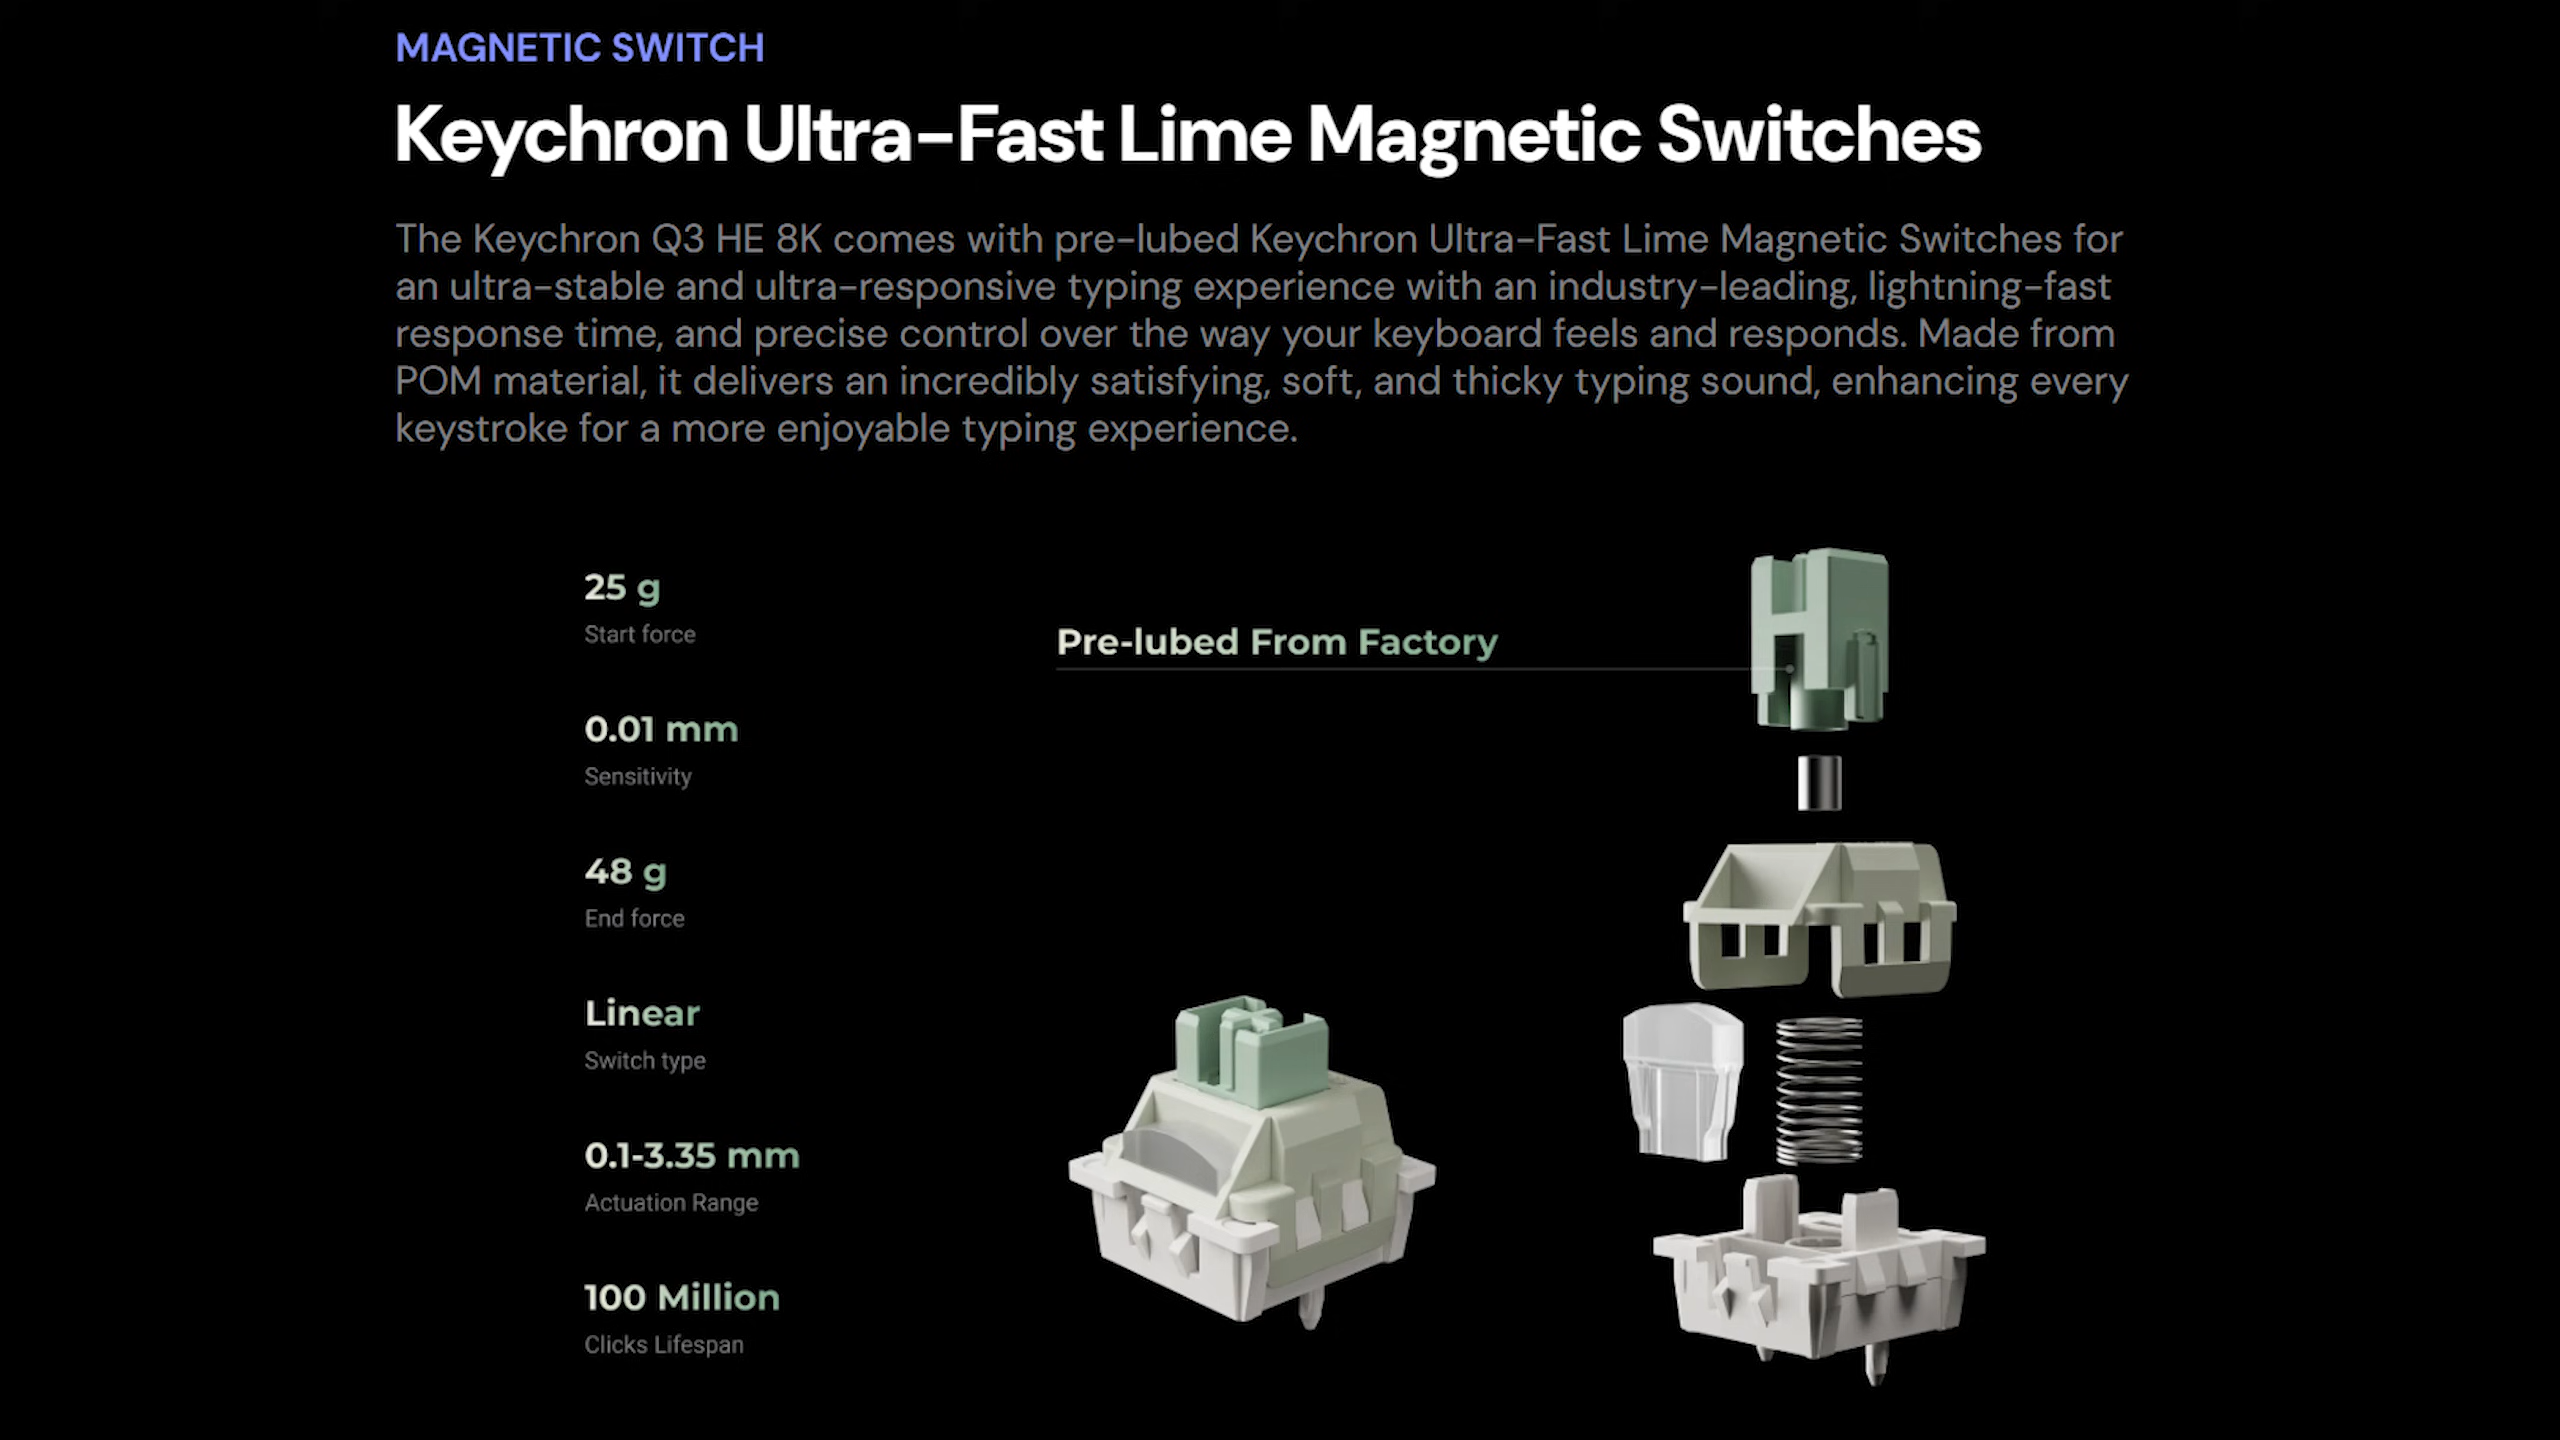 MAGNETIC SWITCH
Keychron Ultra-Fast Lime Magnetic Switches
The Keychron Q3 HE 8K comes with pre-lubed Keychron Ultra-Fast Lime Magnetic Switches for
an ultra-stable and ultra-responsive typing experience with an industry-leading, lightning-fast
response time, and precise control over the way your keyboard feels and responds. Made from
POM material, it delivers an incredibly satisfying, soft, and thicky typing sound, enhancing every
keystroke for a more enjoyable typing experience.
25 g
Start force
0.01 mm
Sensitivity
48 g
End force
Linear
Switch type
0.1-3.35 mm
Actuation Range
100 Million
Clicks Lifespan
Pre-lubed From Factory